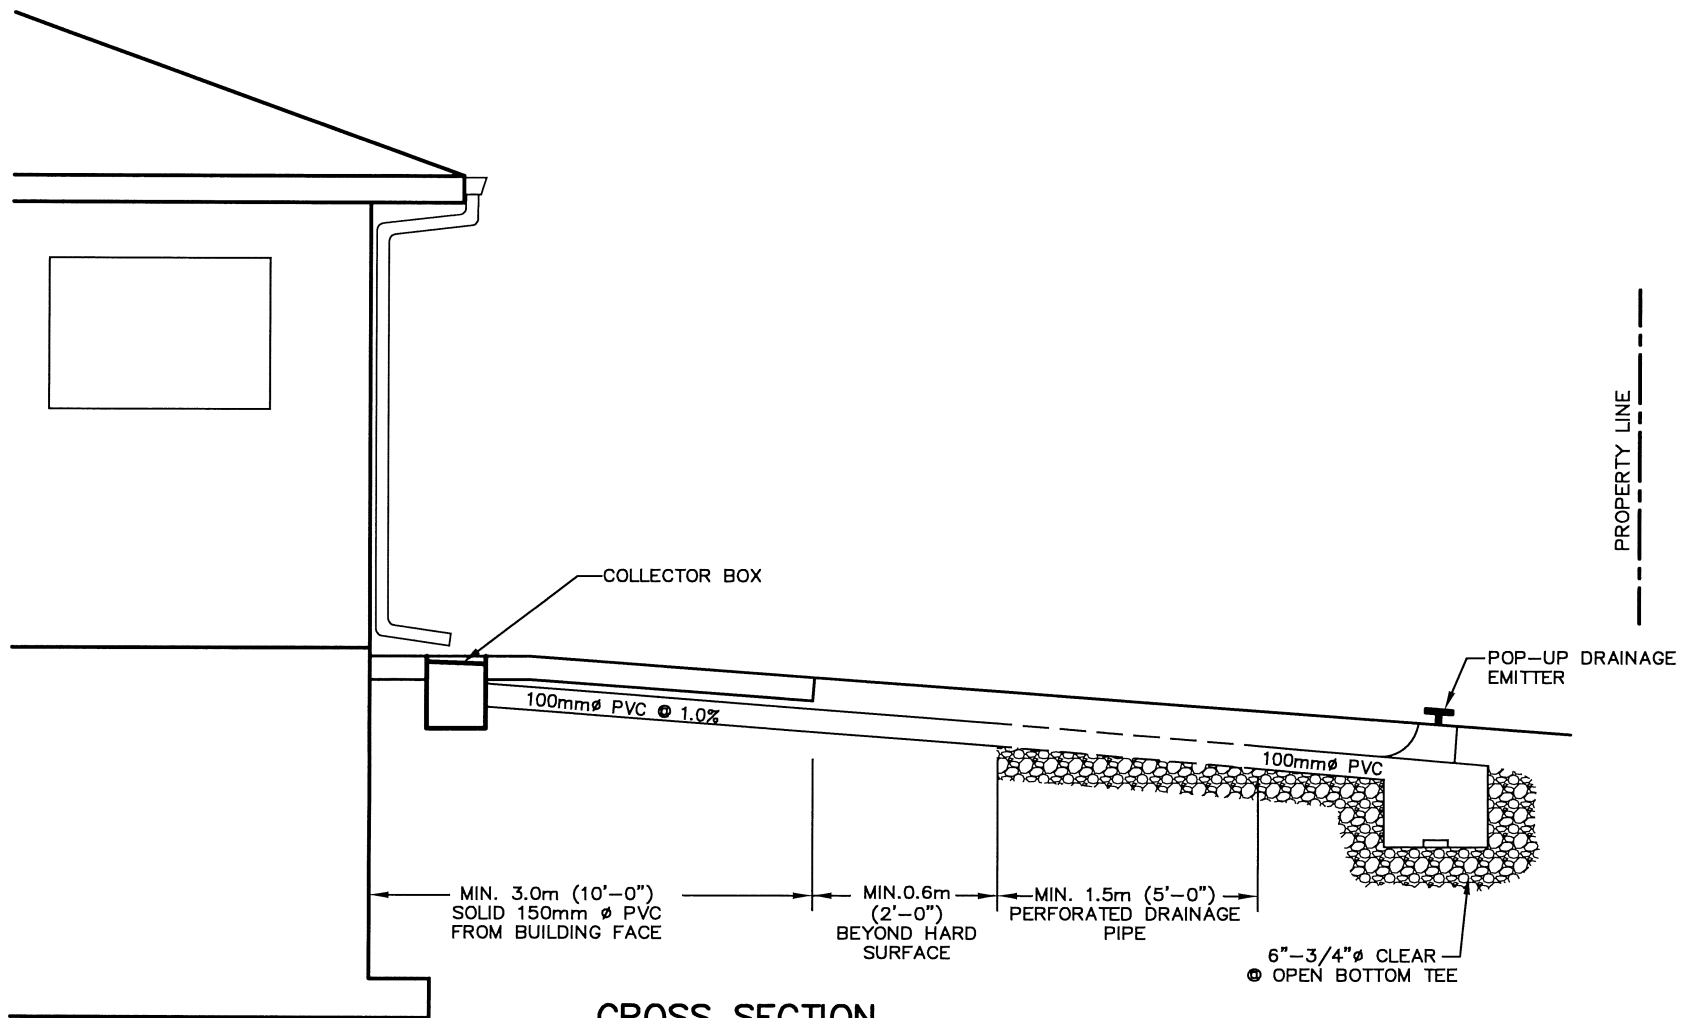 PROPERTY LINE
COLLECTOR BOX
POP-UP DRAINAGE
EMITTER
100mmø PVC @ 1.0%
100mmø PVC
MIN. 3.0m (10'-0")
SOLID 150mm ø PVC
FROM BUILDING FACE
MIN.0.6m
(2'-0")
BEYOND HARD
SURFACE
MIN. 1.5m (5'-0")
PERFORATED DRAINAGE
PIPE
6"-3/4"ø CLEAR
@ OPEN BOTTOM TEE
CROSS SECTION